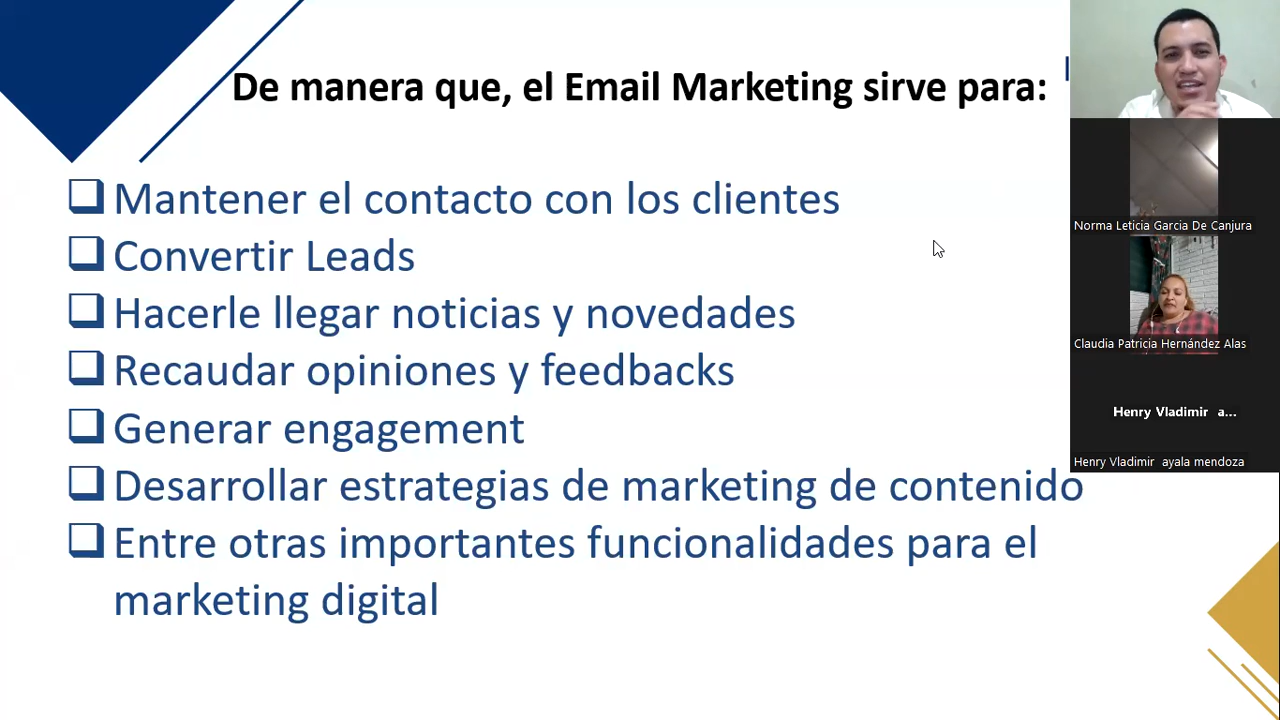 De manera que, el Email Marketing sirve para:
Mantener el contacto con los clientes
Convertir Leads
Hacerle llegar noticias y novedades
Recaudar opiniones y feedbacks
Generar engagement
Desarrollar estrategias de marketing de contenido
Entre otras importantes funcionalidades para el
marketing digital
Norma Leticia Garcia De Canjura
Claudia Patricia Hernández Alas
Henry Vladimir a...
Henry Vladimir ayala mendoza